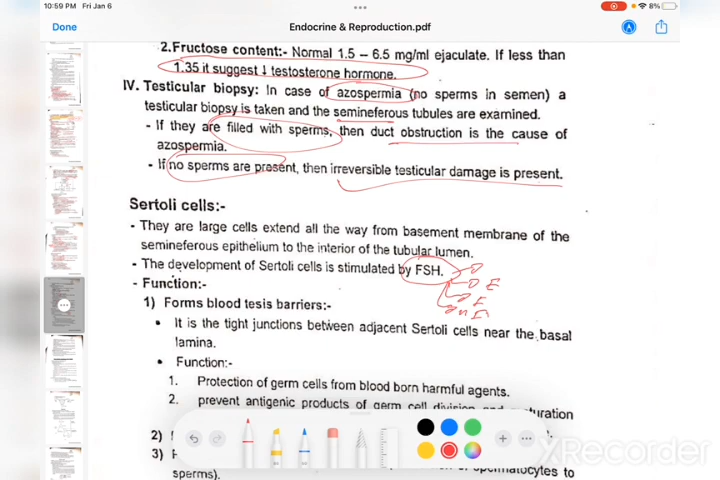 10:59 PM Fri Jan 6
8%
Done
Endocrine & Reproduction.pdf
2.Fructose content:- Normal 1.5 – 6.5 mg/ml ejaculate. If less than
1.35 it suggest ↓ testosterone hormone.
IV. Testicular biopsy: In case of azospermia (no sperms in semen) a
testicular biopsy is taken and the semineferous tubules are examined.
- If they are filled with sperms, then duct obstruction is the cause of
azospermia.
- If no sperms are present, then irreversible testicular damage is present.
Sertoli cells:-
- They are large cells extend all the way from basement membrane of the
semineferous epithelium to the interior of the tubular lumen.
- The development of Sertoli cells is stimulated by FSH.
- Function:-
1) Forms blood tesis barriers:-
• It is the tight junctions between adjacent Sertoli cells near the basal
lamina.
• Function:-
1. Protection of germ cells from blood born harmful agents.
2. prevent antigenic products of germ cell division and maturation
2)
3)
of spermatocytes to
sperms).
XRecorder